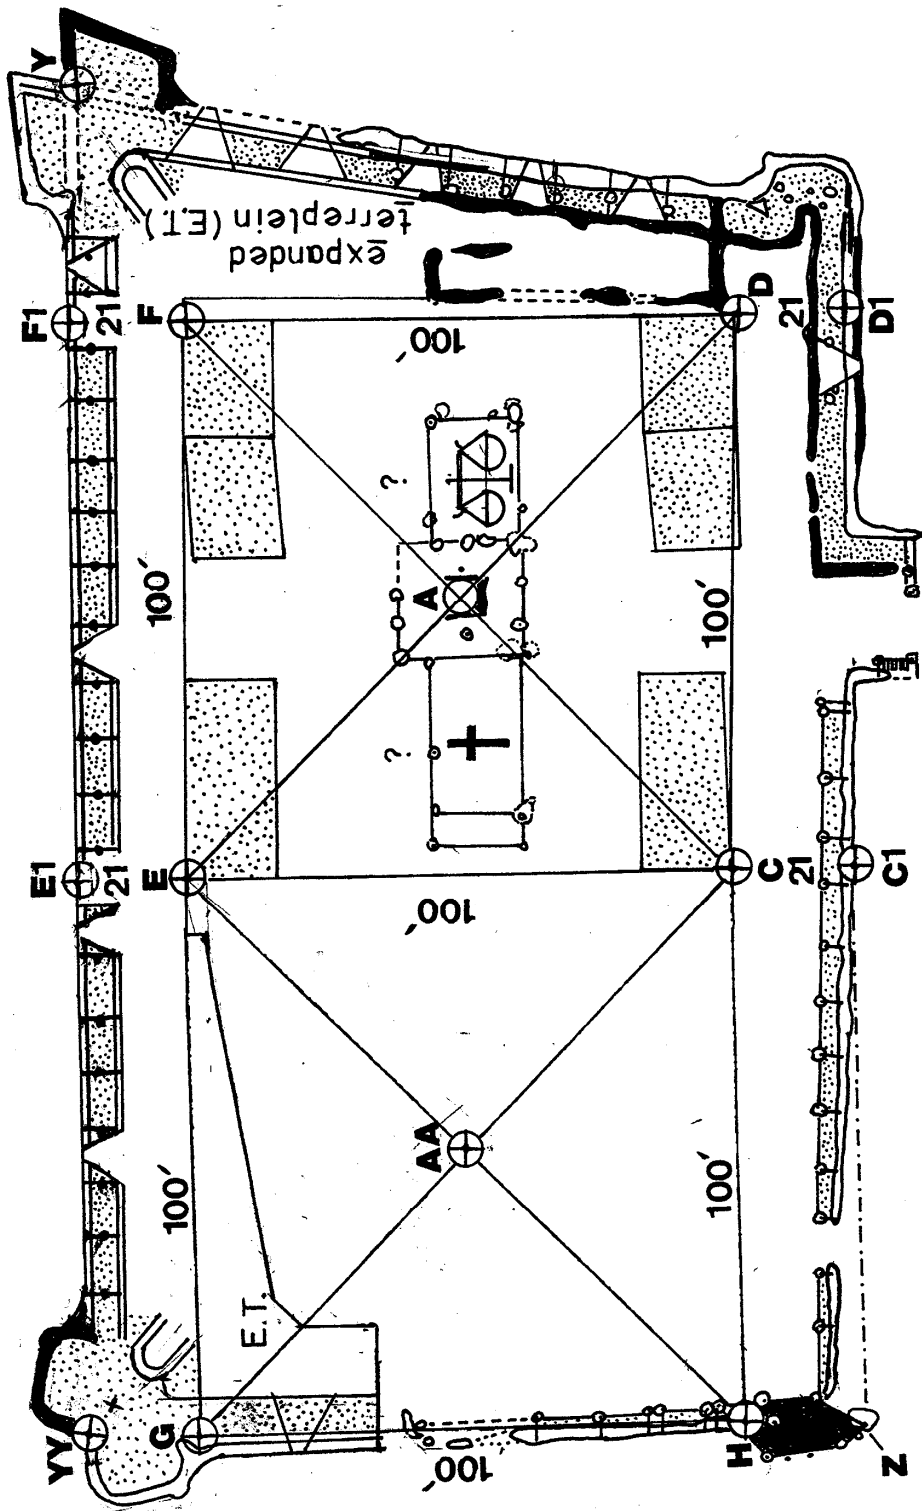 Y
F1
21
F
100′
expanded
terreplein (E.T.)
D
21
D1
100′
?
A
100′
100′
?
E1
21
E
100′
C
21
C1
AA
100′
100′
E.T.
YY
G
100′
H
Z